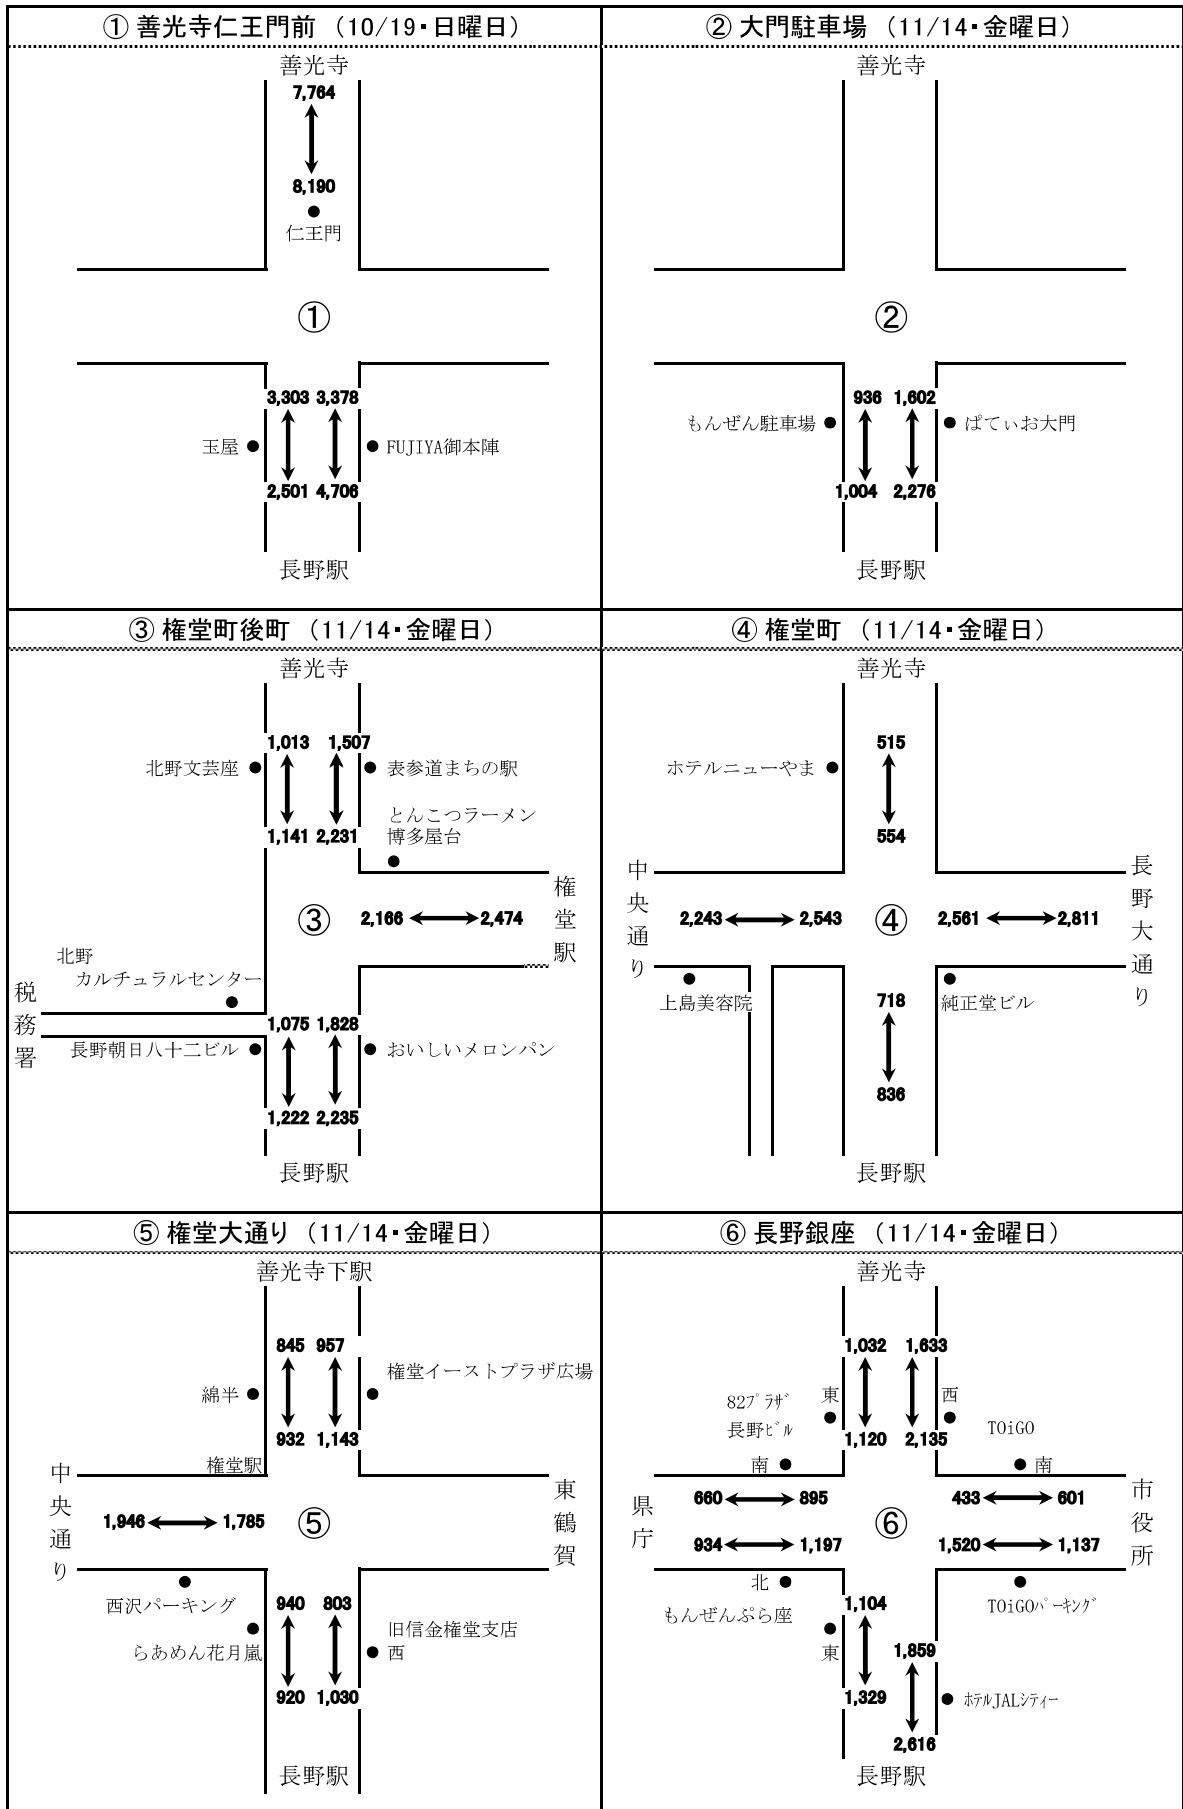 ① 善光寺仁王門前 (10/19・日曜日)
善光寺
7,764
8,190
仁王門
①
3,303 3,378
玉屋
FUJIYA御本陣
2,501 4,706
長野駅
② 大門駐車場 (11/14・金曜日)
善光寺
②
936 1,602
もんぜん駐車場
ぱてぃお大門
1,004 2,276
長野駅
③ 権堂町後町 (11/14・金曜日)
善光寺
1,013 1,507
北野文芸座
表参道まちの駅
とんこつラーメン
1,141 2,231
博多屋台
権堂駅
③
2,166 2,474
北野
カルチュラルセンター
税務署
1,075 1,828
長野朝日八十二ビル
おいしいメロンパン
1,222 2,235
長野駅
④ 権堂町 (11/14・金曜日)
善光寺
515
ホテルニューやま
554
中央通り
長野大通り
2,243 2,543
④
2,561 2,811
上島美容院
718
純正堂ビル
836
長野駅
⑤ 権堂大通り (11/14・金曜日)
善光寺下駅
845 957
綿半
権堂イーストプラザ広場
932 1,143
権堂駅
中央通り
東鶴賀
1,946 1,785
⑤
西沢パーキング
940 803
らあめん花月嵐
旧信金権堂支店
西
920 1,030
長野駅
⑥ 長野銀座 (11/14・金曜日)
善光寺
1,032 1,633
82ﾌﾟﾗｻﾞ
東
西
長野ﾋﾞﾙ
1,120 2,135
TOiGO
南
南
県庁
市役所
660 895
433 601
⑥
934 1,197
1,520 1,137
北
もんぜんぷら座
1,104
TOiGOﾊﾟｰｷﾝｸﾞ
東
1,859
1,329
ﾎﾃﾙJALｼﾃｨｰ
2,616
長野駅